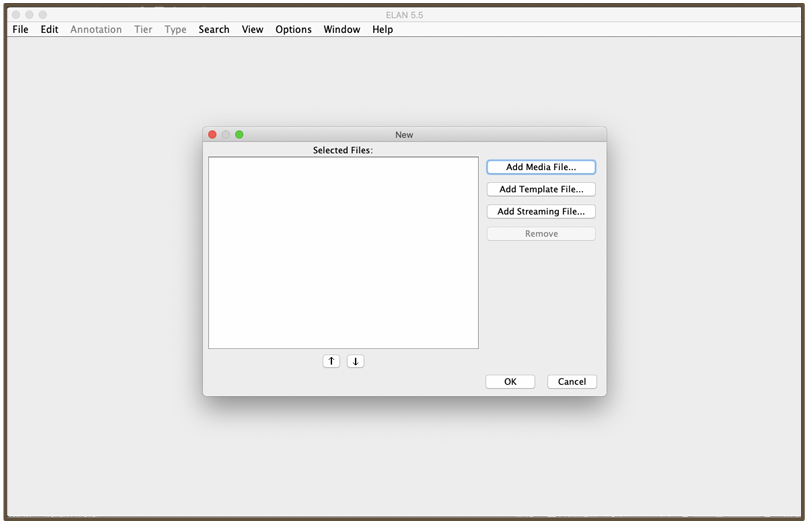 ELAN 5.5
File Edit Annotation Tier Type Search View Options Window Help
New
Selected Files:
Add Media File...
Add Template File...
Add Streaming File...
Remove
↑ ↓
OK Cancel